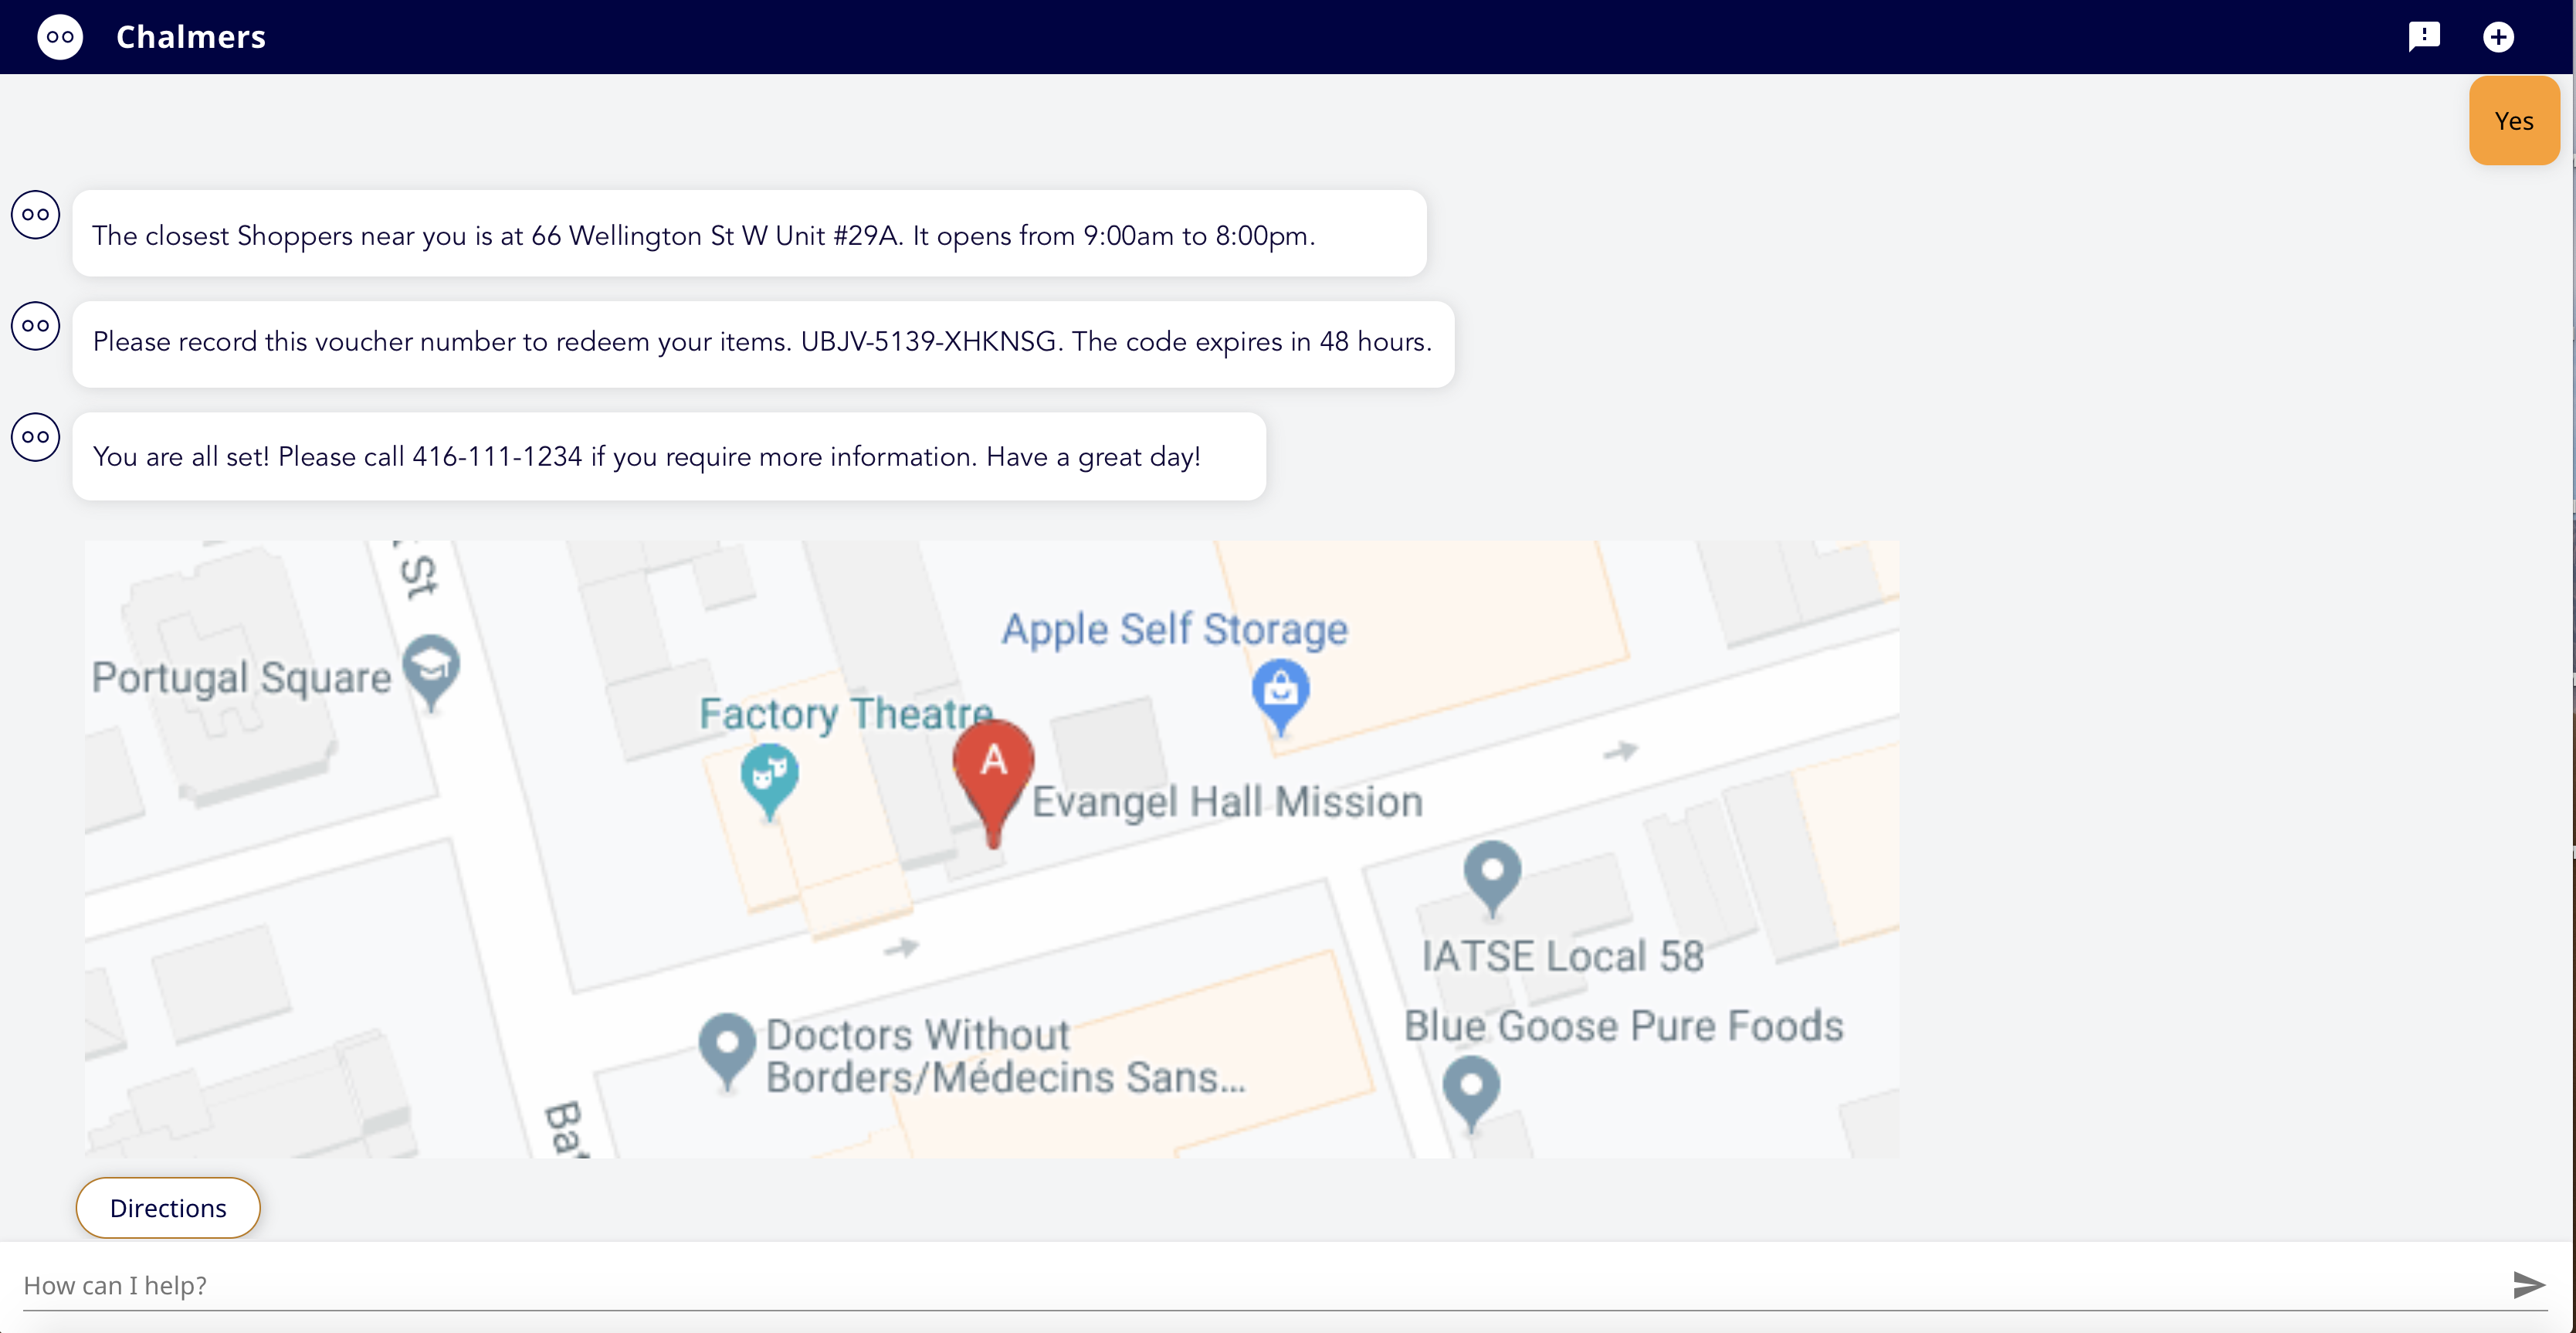 Chalmers
Yes
The closest Shoppers near you is at 66 Wellington St W Unit #29A. It opens from 9:00am to 8:00pm.
Please record this voucher number to redeem your items. UBJV-5139-XHKNSG. The code expires in 48 hours.
You are all set! Please call 416-111-1234 if you require more information. Have a great day!
St
Apple Self Storage
Portugal Square
Factory Theatre
A
Evangel Hall Mission
IATSE Local 58
Blue Goose Pure Foods
Doctors Without
Borders/Médecins Sans...
Directions
How can I help?